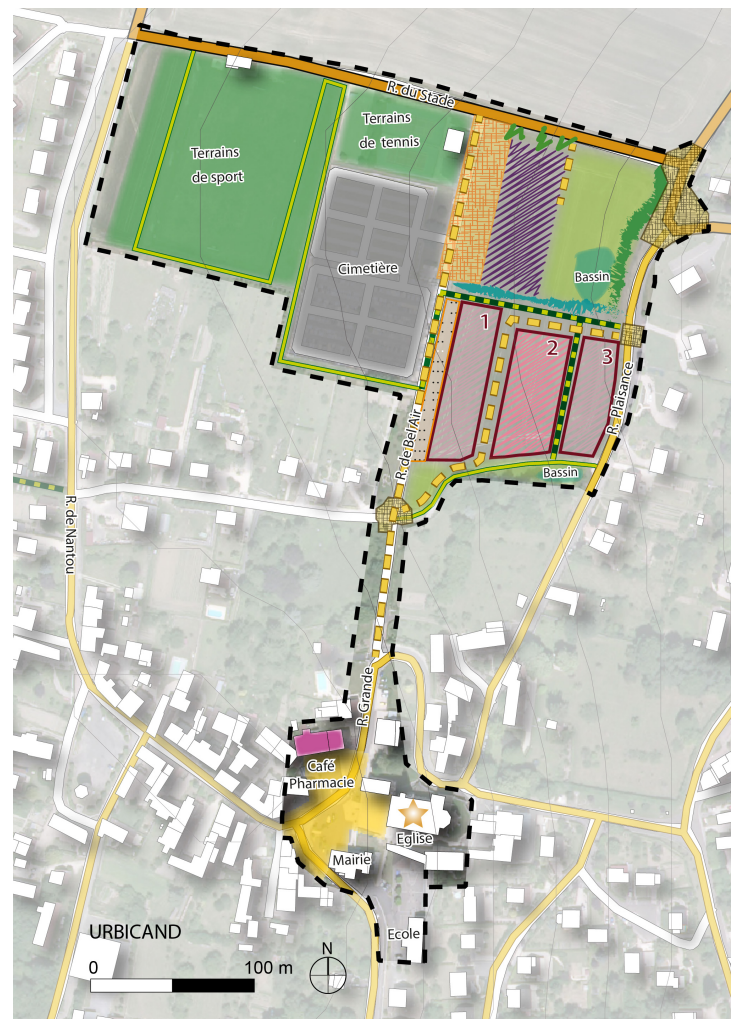 R. du Stade
Terrains
de tennis
Terrains
de sport
Cimetière
Bassin
1
2
3
R. Plaisance
R. de Bel Air
Bassin
R. de Nantou
R. Grande
Café
Pharmacie
Eglise
Mairie
Ecole
URBICAND
N
0
100 m